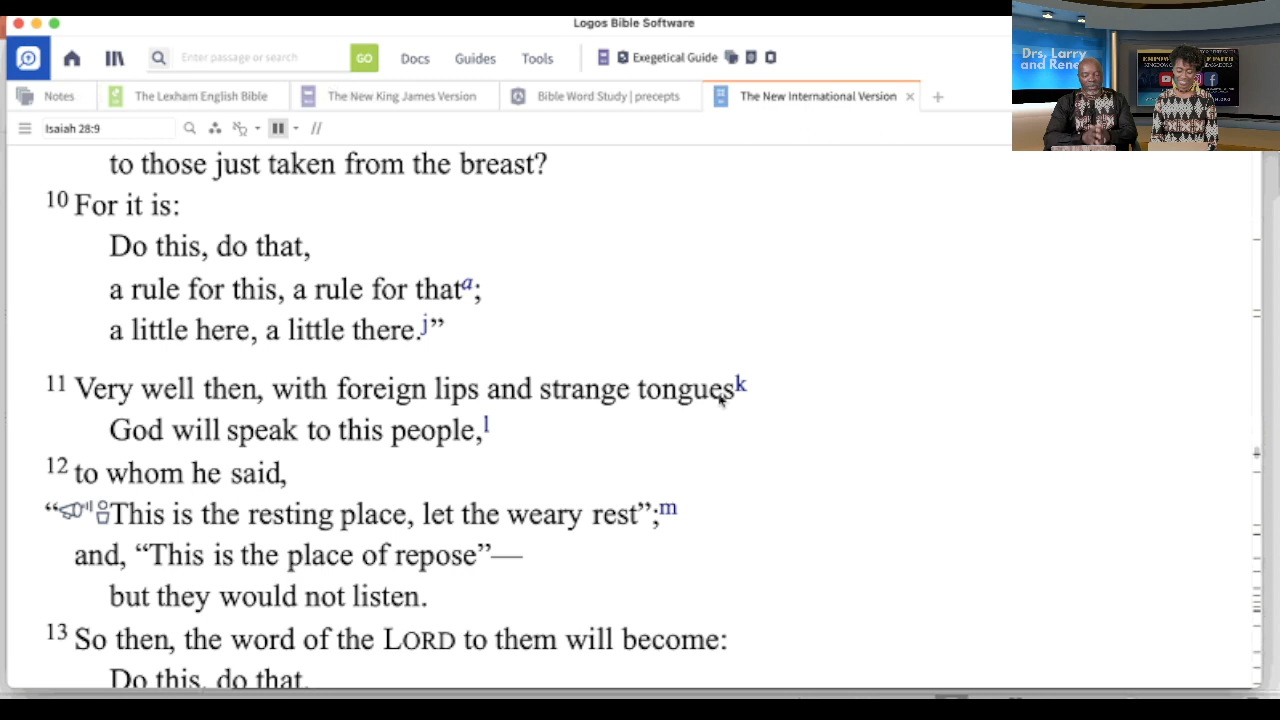 Logos Bible Software
Enter passage or search
GO
Docs
Guides
Tools
Exegetical Guide
Notes
The Lexham English Bible
The New King James Version
Bible Word Study | precepts
The New International Version
Isaiah 28:9
Drs. Larry
and Rene
to those just taken from the breast?
10 For it is:
Do this, do that,
a rule for this, a rule for thata;
a little here, a little there.j”
11 Very well then, with foreign lips and strange tonguesk
God will speak to this people,l
12 to whom he said,
“This is the resting place, let the weary rest”;m
and, “This is the place of repose”—
but they would not listen.
13 So then, the word of the LORD to them will become:
Do this, do that,